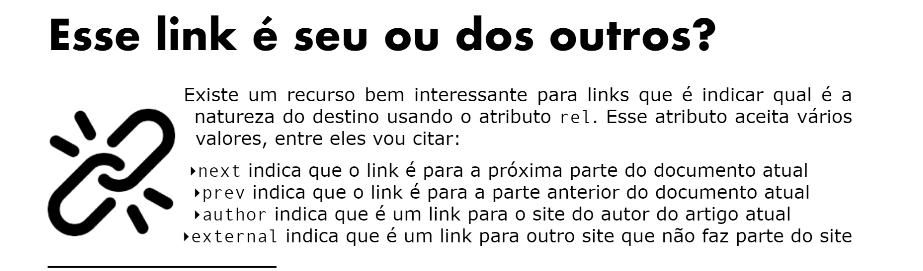 Esse link é seu ou dos outros?
Existe um recurso bem interessante para links que é indicar qual é a
natureza do destino usando o atributo rel. Esse atributo aceita vários
valores, entre eles vou citar:
‣next indica que o link é para a próxima parte do documento atual
‣prev indica que o link é para a parte anterior do documento atual
‣author indica que é um link para o site do autor do artigo atual
‣external indica que é um link para outro site que não faz parte do site